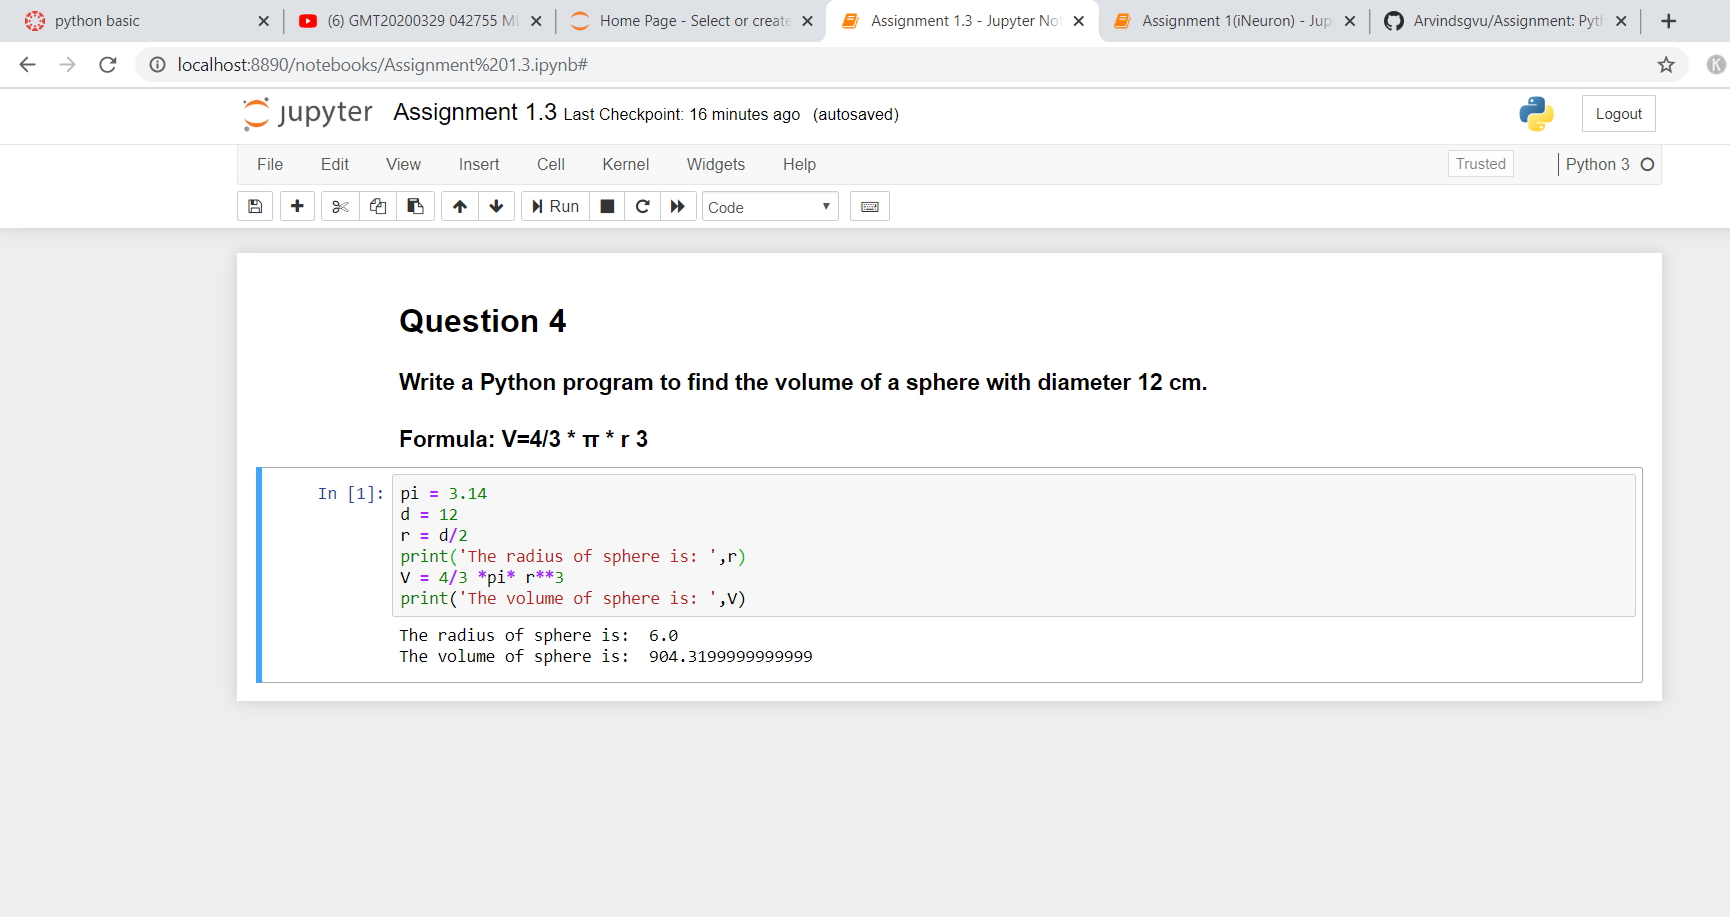 python basic
(6) GMT20200329 042755 ML
Home Page - Select or create
Assignment 1.3 - Jupyter Not
Assignment 1(iNeuron) - Jup
Arvindsgvu/Assignment: Pyth
localhost:8890/notebooks/Assignment%201.3.ipynb#
K
jupyter Assignment 1.3 Last Checkpoint: 16 minutes ago (autosaved)
Logout
File Edit View Insert Cell Kernel Widgets Help
Trusted
Python 3
Run
Code
Question 4
Write a Python program to find the volume of a sphere with diameter 12 cm.
Formula: V=4/3 * π * r 3
In [1]: pi = 3.14
d = 12
r = d/2
print('The radius of sphere is: ',r)
V = 4/3 *pi* r**3
print('The volume of sphere is: ',V)
The radius of sphere is:  6.0
The volume of sphere is:  904.3199999999999